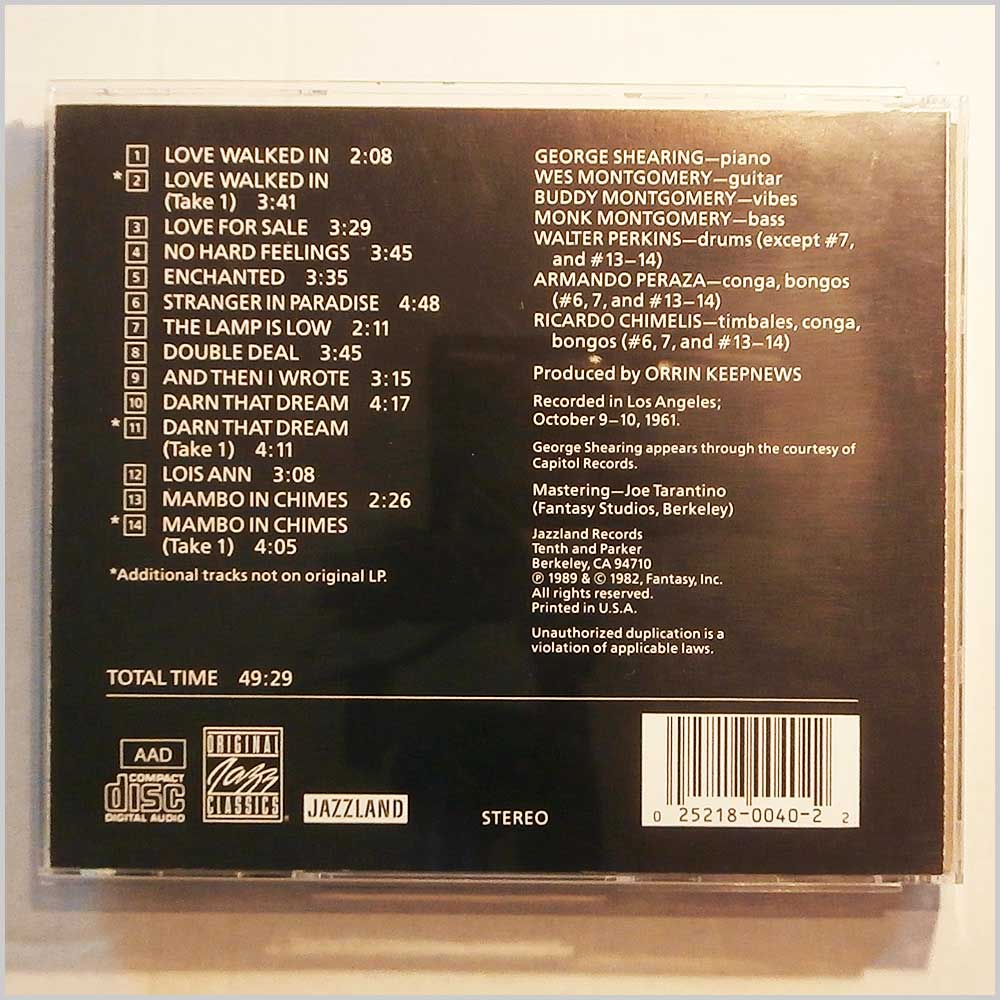 1 LOVE WALKED IN 2:08
*2 LOVE WALKED IN
(Take 1) 3:41
3 LOVE FOR SALE 3:29
4 NO HARD FEELINGS 3:45
5 ENCHANTED 3:35
6 STRANGER IN PARADISE 4:48
7 THE LAMP IS LOW 2:11
8 DOUBLE DEAL 3:45
9 AND THEN I WROTE 3:15
10 DARN THAT DREAM 4:17
*11 DARN THAT DREAM
(Take 1) 4:11
12 LOIS ANN 3:08
13 MAMBO IN CHIMES 2:26
*14 MAMBO IN CHIMES
(Take 1) 4:05
*Additional tracks not on original LP.
TOTAL TIME 49:29
GEORGE SHEARING—piano
WES MONTGOMERY—guitar
BUDDY MONTGOMERY—vibes
MONK MONTGOMERY—bass
WALTER PERKINS—drums (except #7,
and #13–14)
ARMANDO PERAZA—conga, bongos
(#6, 7, and #13–14)
RICARDO CHIMELIS—timbales, conga,
bongos (#6, 7, and #13–14)
Produced by ORRIN KEEPNEWS
Recorded in Los Angeles;
October 9–10, 1961.
George Shearing appears through the courtesy of
Capitol Records.
Mastering—Joe Tarantino
(Fantasy Studios, Berkeley)
Jazzland Records
Tenth and Parker
Berkeley, CA 94710
℗ 1989 & © 1982, Fantasy, Inc.
All rights reserved.
Printed in U.S.A.
Unauthorized duplication is a
violation of applicable laws.
AAD
COMPACT
disc
DIGITAL AUDIO
ORIGINAL
Jazz
CLASSICS
JAZZLAND
STEREO
0 25218-0040-2 2